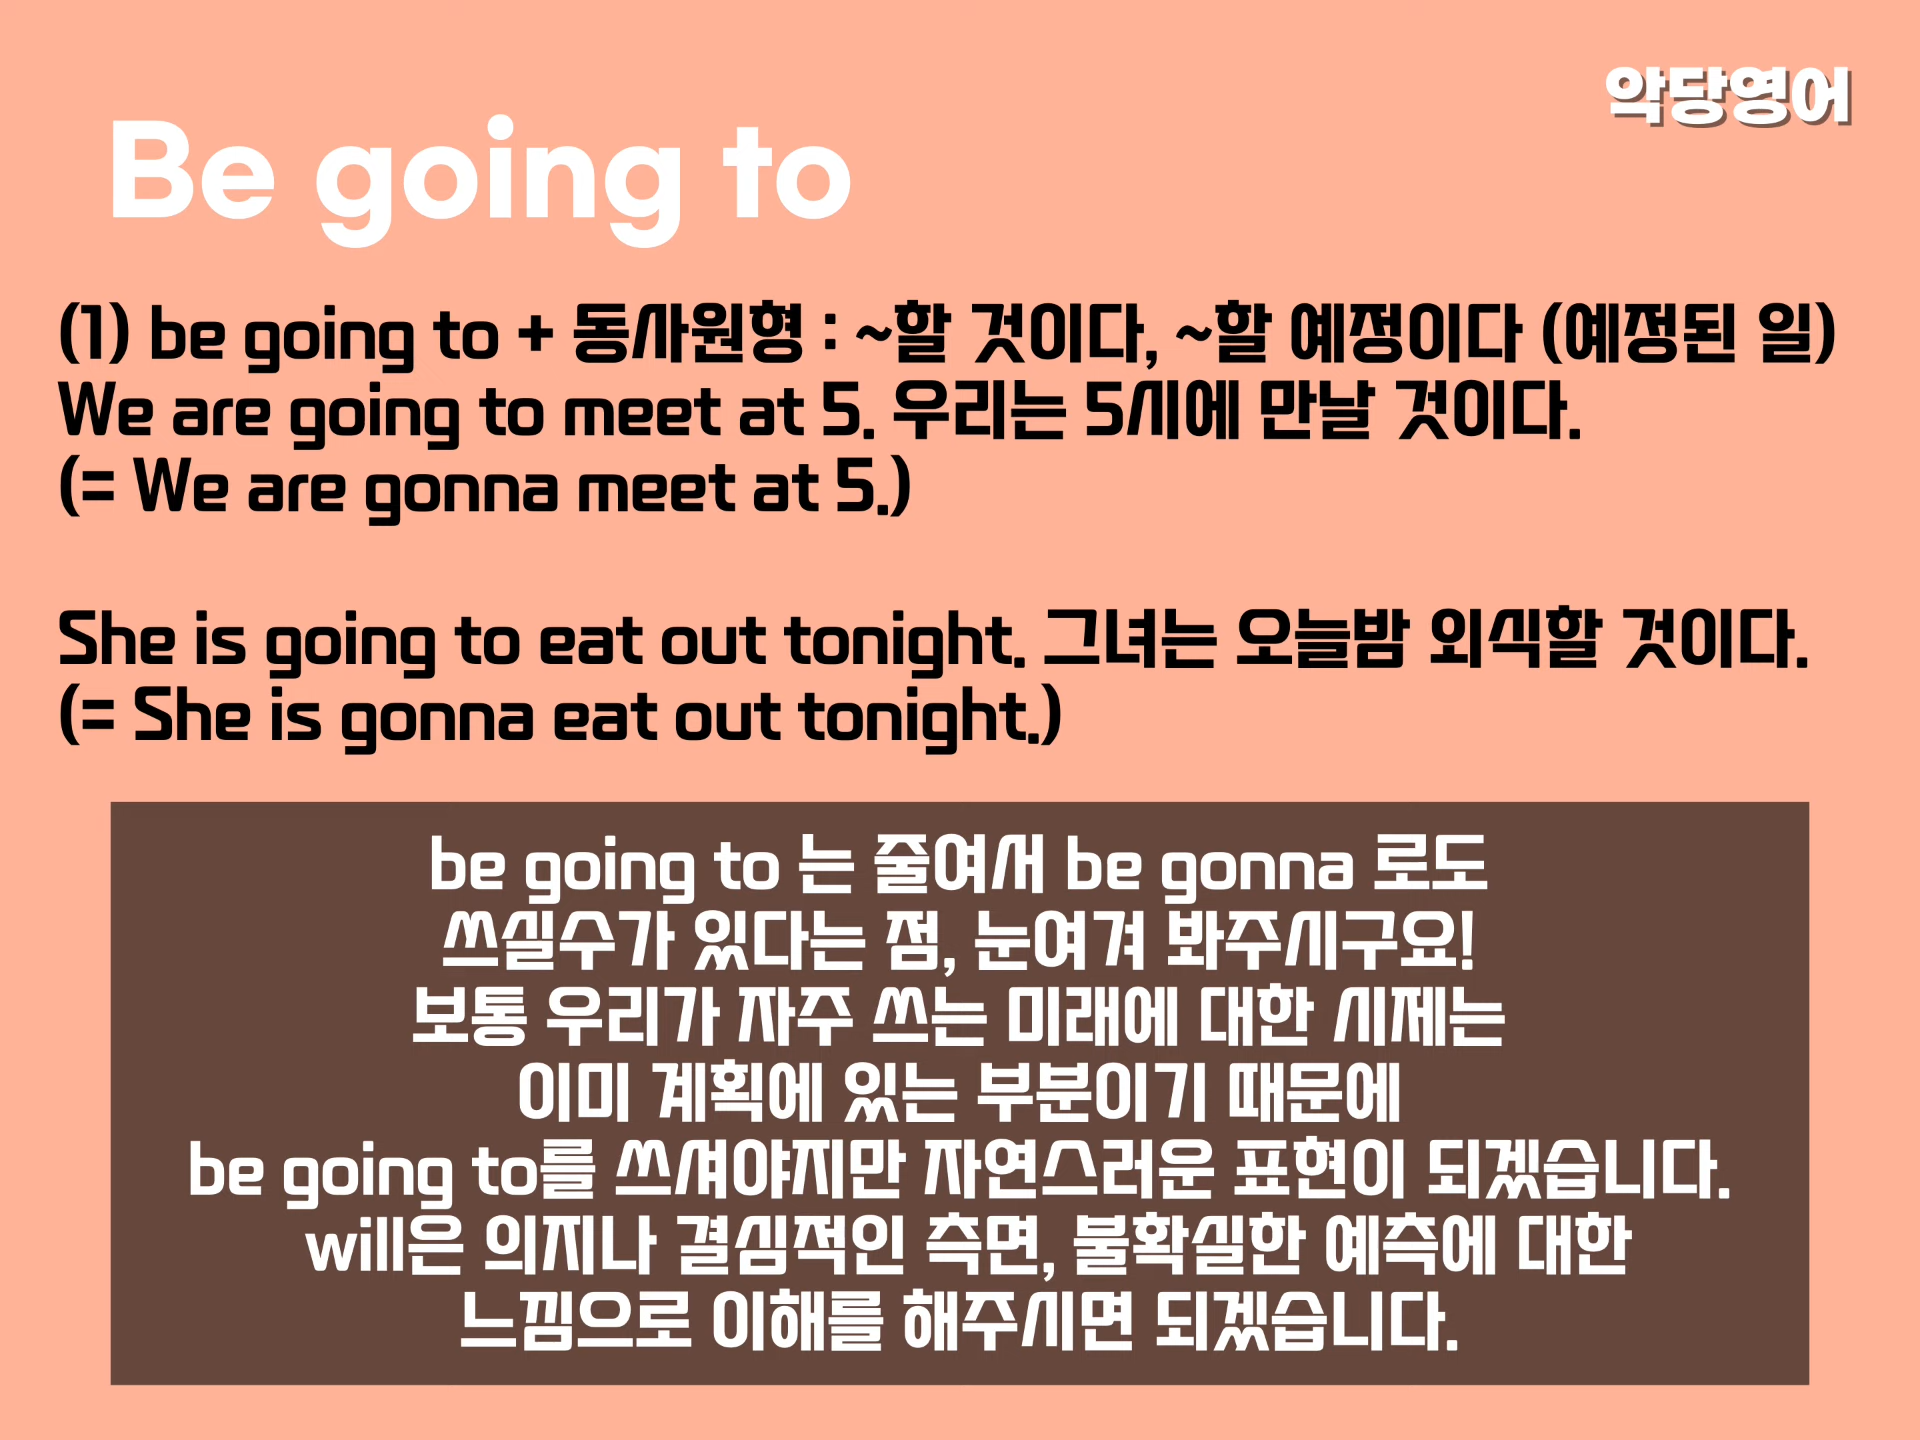 악당영어
Be going to
(1) be going to + 동사원형 : ~할 것이다, ~할 예정이다 (예정된 일)
We are going to meet at 5. 우리는 5시에 만날 것이다.
(= We are gonna meet at 5.)
She is going to eat out tonight. 그녀는 오늘밤 외식할 것이다.
(= She is gonna eat out tonight.)
be going to 는 줄여서 be gonna 로도
쓰실수가 있다는 점, 눈여겨 봐주시구요!
보통 우리가 자주 쓰는 미래에 대한 시제는
이미 계획에 있는 부분이기 때문에
be going to를 쓰셔야지만 자연스러운 표현이 되겠습니다.
will은 의지나 결심적인 측면, 불확실한 예측에 대한
느낌으로 이해를 해주시면 되겠습니다.